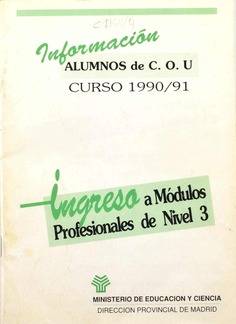 Información
ALUMNOS de C. O. U
CURSO 1990/91
Ingreso a Módulos
Profesionales de Nivel 3
MINISTERIO DE EDUCACION Y CIENCIA
DIRECCION PROVINCIAL DE MADRID